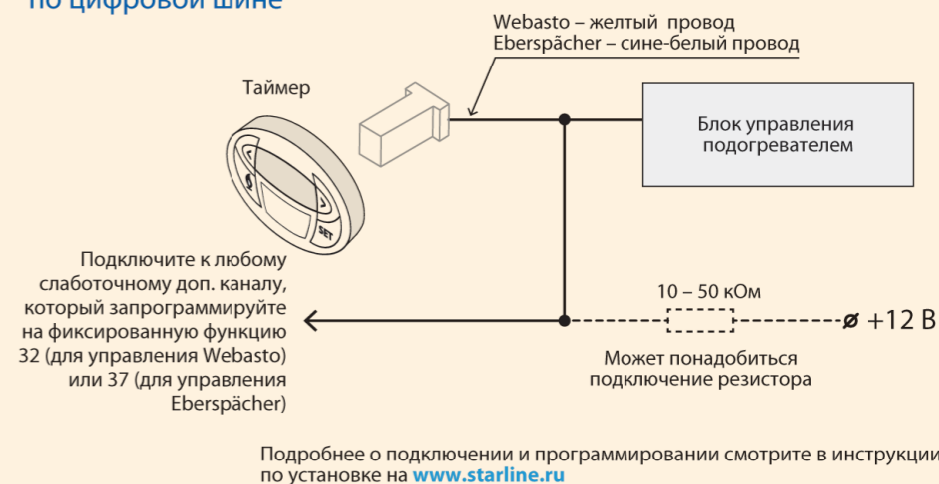 по цифровой шине
Webasto – желтый провод
Eberspächer – сине-белый провод
Таймер
SET
Блок управления
подогревателем
Подключите к любому
слаботочному доп. каналу,
который запрограммируйте
на фиксированную функцию
32 (для управления Webasto)
или 37 (для управления
Eberspächer)
10 – 50 кОм
+12 В
Может понадобиться
подключение резистора
Подробнее о подключении и программировании смотрите в инструкции
по установке на www.starline.ru